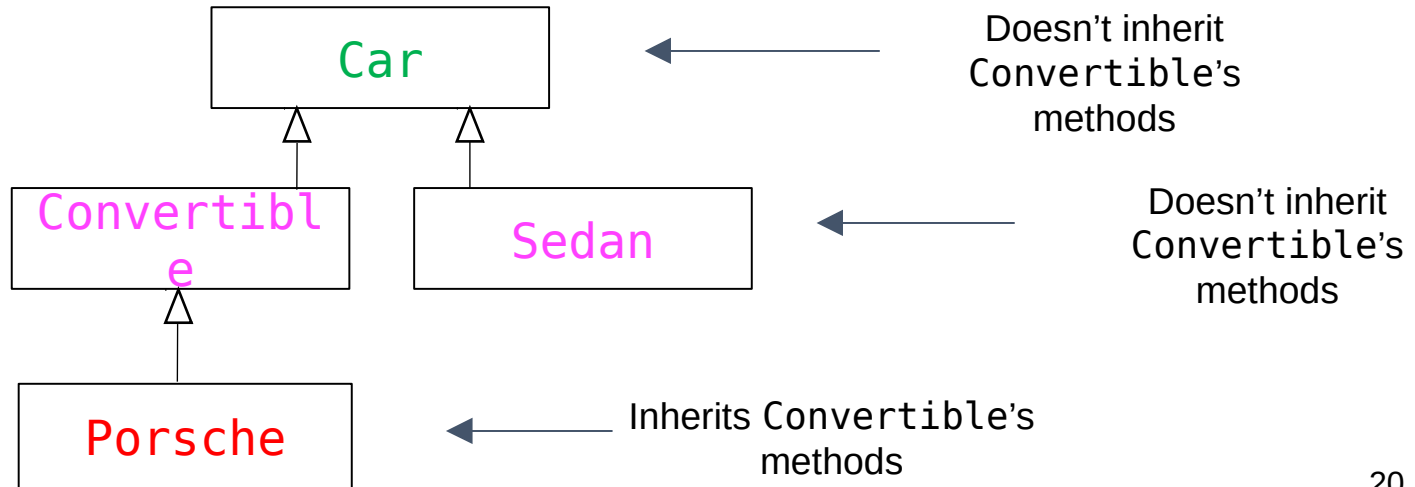 Car
Doesn’t inherit
Convertible’s
methods
Convertibl
e
Sedan
Doesn’t inherit
Convertible’s
methods
Porsche
Inherits Convertible’s
methods
20